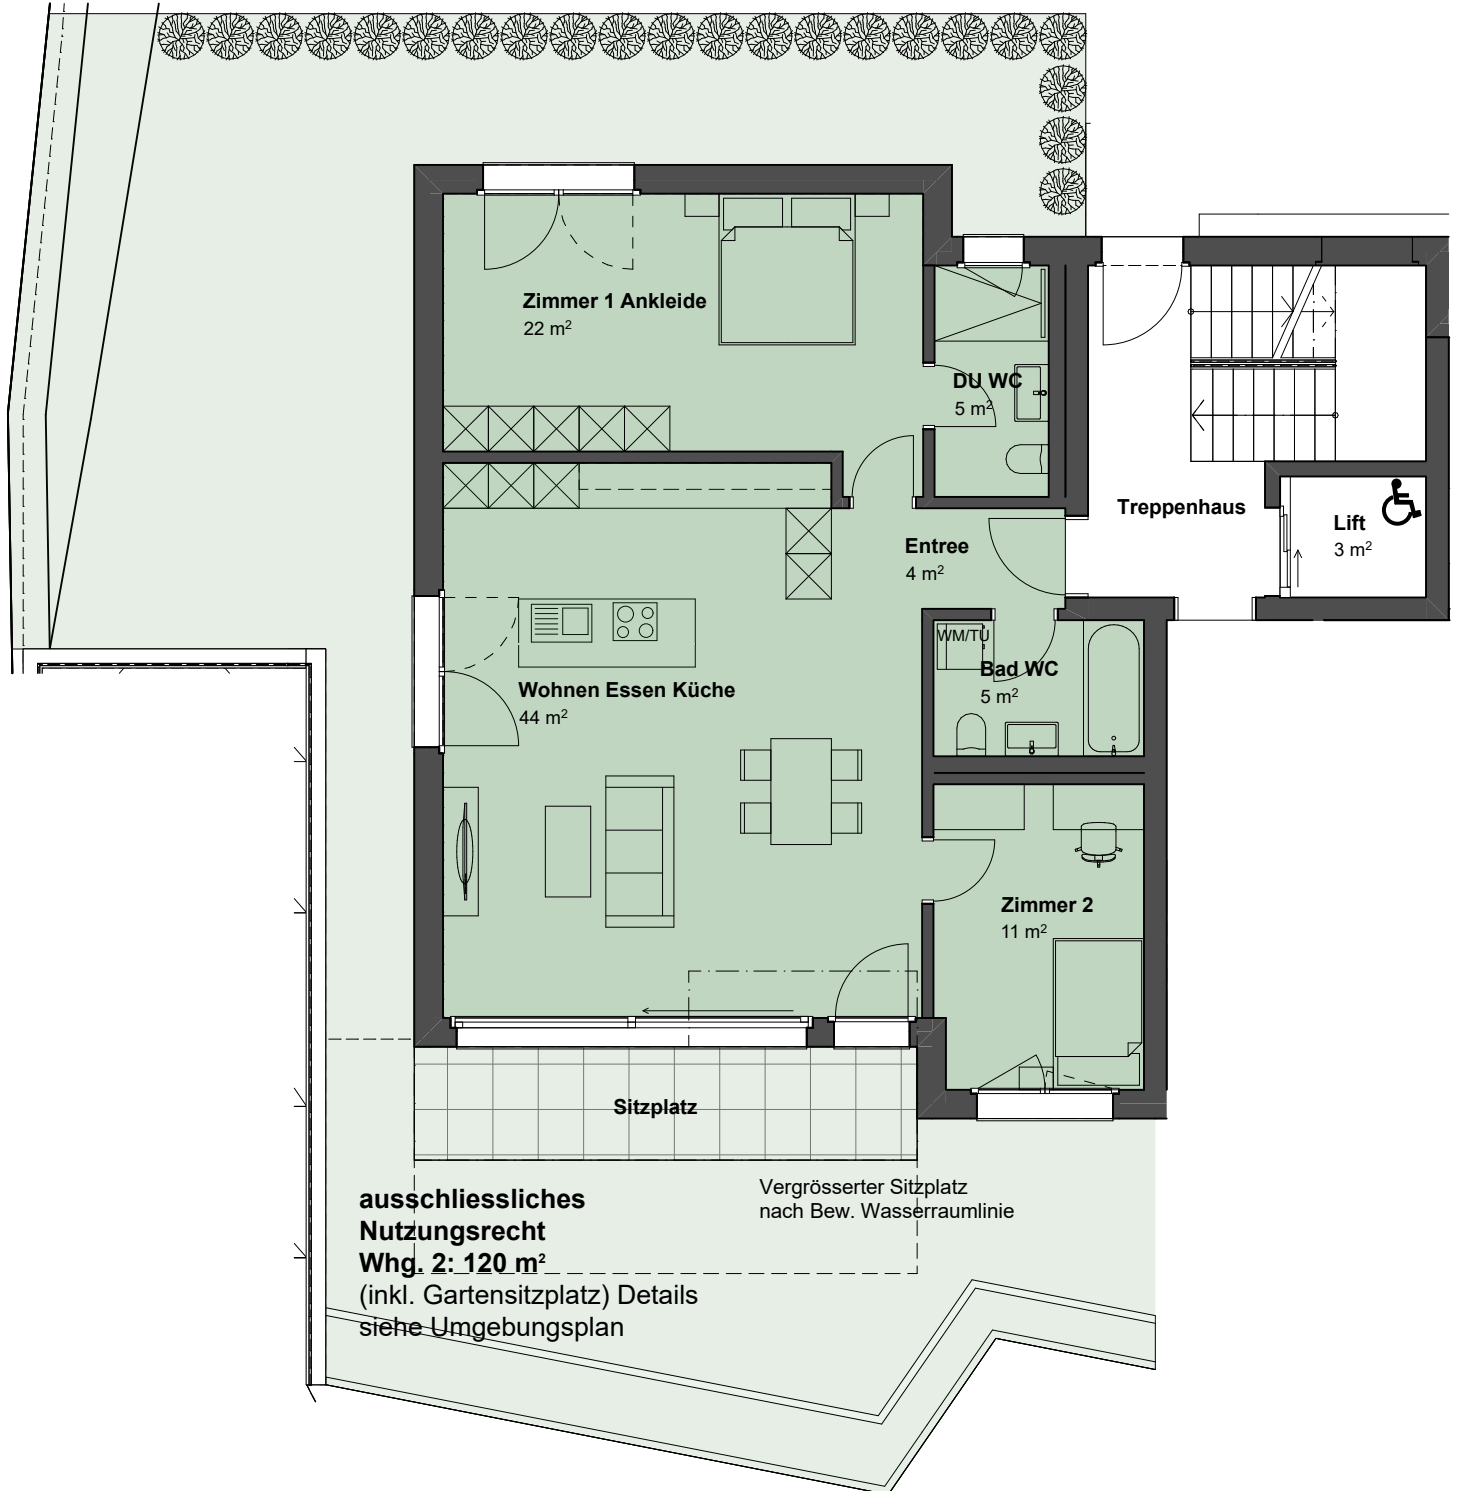 Zimmer 1 Ankleide
22 m²
DU WC
5 m²
Treppenhaus
Lift
3 m²
Entree
4 m²
WM/TU
Bad WC
5 m²
Wohnen Essen Küche
44 m²
Zimmer 2
11 m²
Sitzplatz
Vergrösserter Sitzplatz
nach Bew. Wasserraumlinie
ausschliessliches
Nutzungsrecht
Whg. 2: 120 m²
(inkl. Gartensitzplatz) Details
siehe Umgebungsplan